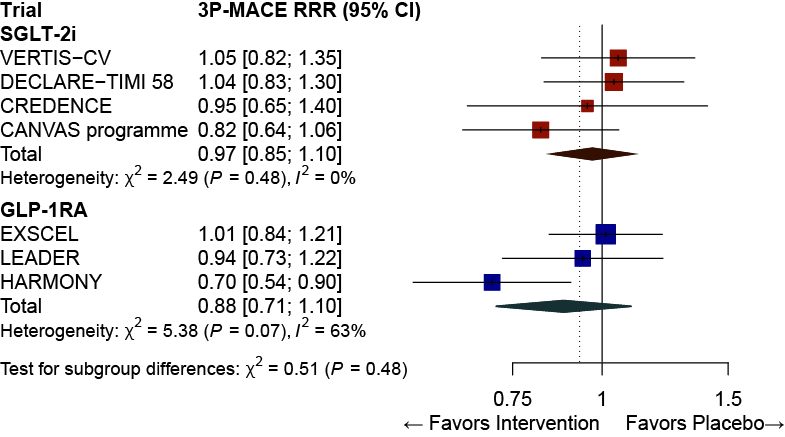 Trial 3P-MACE RRR (95% CI)
SGLT-2i
VERTIS−CV 1.05 [0.82; 1.35]
DECLARE−TIMI 58 1.04 [0.83; 1.30]
CREDENCE 0.95 [0.65; 1.40]
CANVAS programme 0.82 [0.64; 1.06]
Total 0.97 [0.85; 1.10]
Heterogeneity: χ² = 2.49 (P = 0.48), I² = 0%
GLP-1RA
EXSCEL 1.01 [0.84; 1.21]
LEADER 0.94 [0.73; 1.22]
HARMONY 0.70 [0.54; 0.90]
Total 0.88 [0.71; 1.10]
Heterogeneity: χ² = 5.38 (P = 0.07), I² = 63%
Test for subgroup differences: χ² = 0.51 (P = 0.48)
0.75 1 1.5
← Favors Intervention Favors Placebo→